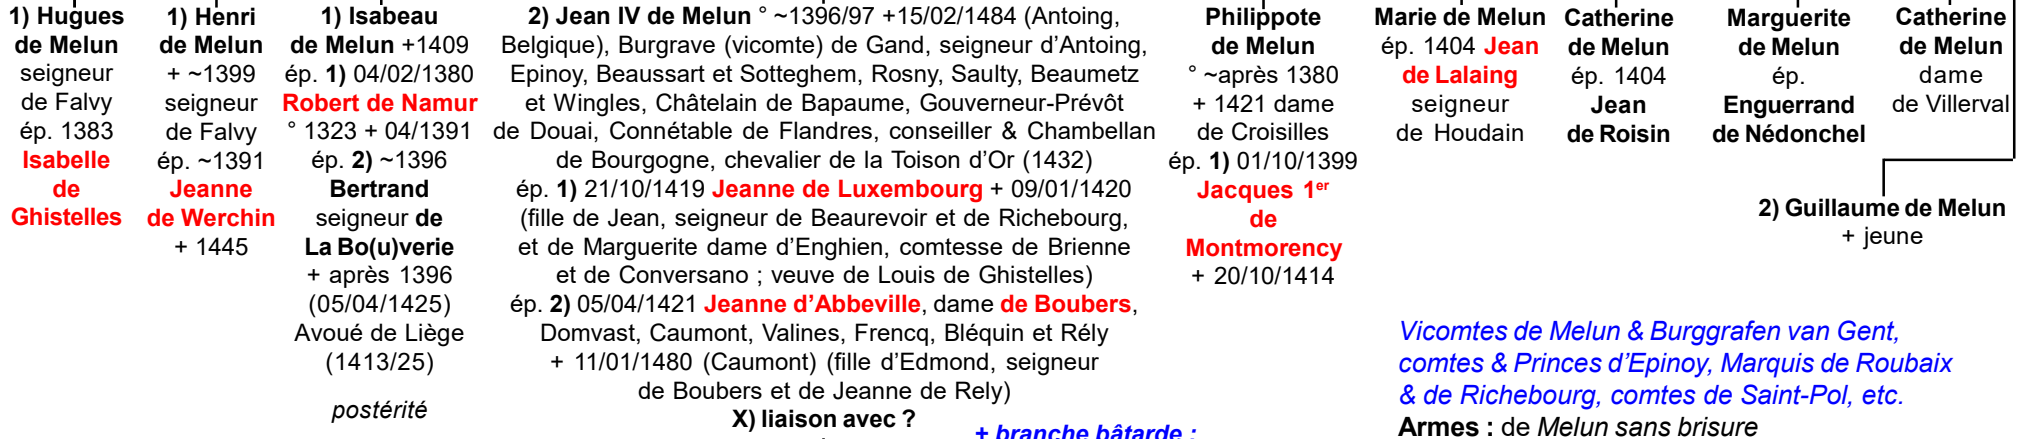 1) Hugues
de Melun
seigneur
de Falvy
ép. 1383
Isabelle
de
Ghistelles
1) Henri
de Melun
+ ~1399
seigneur
de Falvy
ép. ~1391
Jeanne
de Werchin
+ 1445
1) Isabeau
de Melun +1409
ép. 1) 04/02/1380
Robert de Namur
° 1323 + 04/1391
ép. 2) ~1396
Bertrand
seigneur de
La Bo(u)verie
+ après 1396
(05/04/1425)
Avoué de Liège
(1413/25)
postérité
2) Jean IV de Melun ° ~1396/97 +15/02/1484 (Antoing,
Belgique), Burgrave (vicomte) de Gand, seigneur d’Antoing,
Epinoy, Beaussart et Sotteghem, Rosny, Saulty, Beaumetz
et Wingles, Châtelain de Bapaume, Gouverneur-Prévôt
de Douai, Connétable de Flandres, conseiller & Chambellan
de Bourgogne, chevalier de la Toison d’Or (1432)
ép. 1) 21/10/1419 Jeanne de Luxembourg + 09/01/1420
(fille de Jean, seigneur de Beaurevoir et de Richebourg,
et de Marguerite dame d’Enghien, comtesse de Brienne
et de Conversano ; veuve de Louis de Ghistelles)
ép. 2) 05/04/1421 Jeanne d’Abbeville, dame de Boubers,
Domvast, Caumont, Valines, Frencq, Bléquin et Rély
+ 11/01/1480 (Caumont) (fille d’Edmond, seigneur
de Boubers et de Jeanne de Rely)
X) liaison avec ?
+ branche bâtarde :
Philippote
de Melun
° ~après 1380
+ 1421 dame
de Croisilles
ép. 1) 01/10/1399
Jacques 1er
de
Montmorency
+ 20/10/1414
Marie de Melun
ép. 1404 Jean
de Lalaing
seigneur
de Houdain
Catherine
de Melun
ép. 1404
Jean
de Roisin
Marguerite
de Melun
ép.
Enguerrand
de Nédonchel
Catherine
de Melun
dame
de Villerval
2) Guillaume de Melun
+ jeune
Vicomtes de Melun & Burggrafen van Gent,
comtes & Princes d’Epinoy, Marquis de Roubaix
& de Richebourg, comtes de Saint-Pol, etc.
Armes : de Melun sans brisure